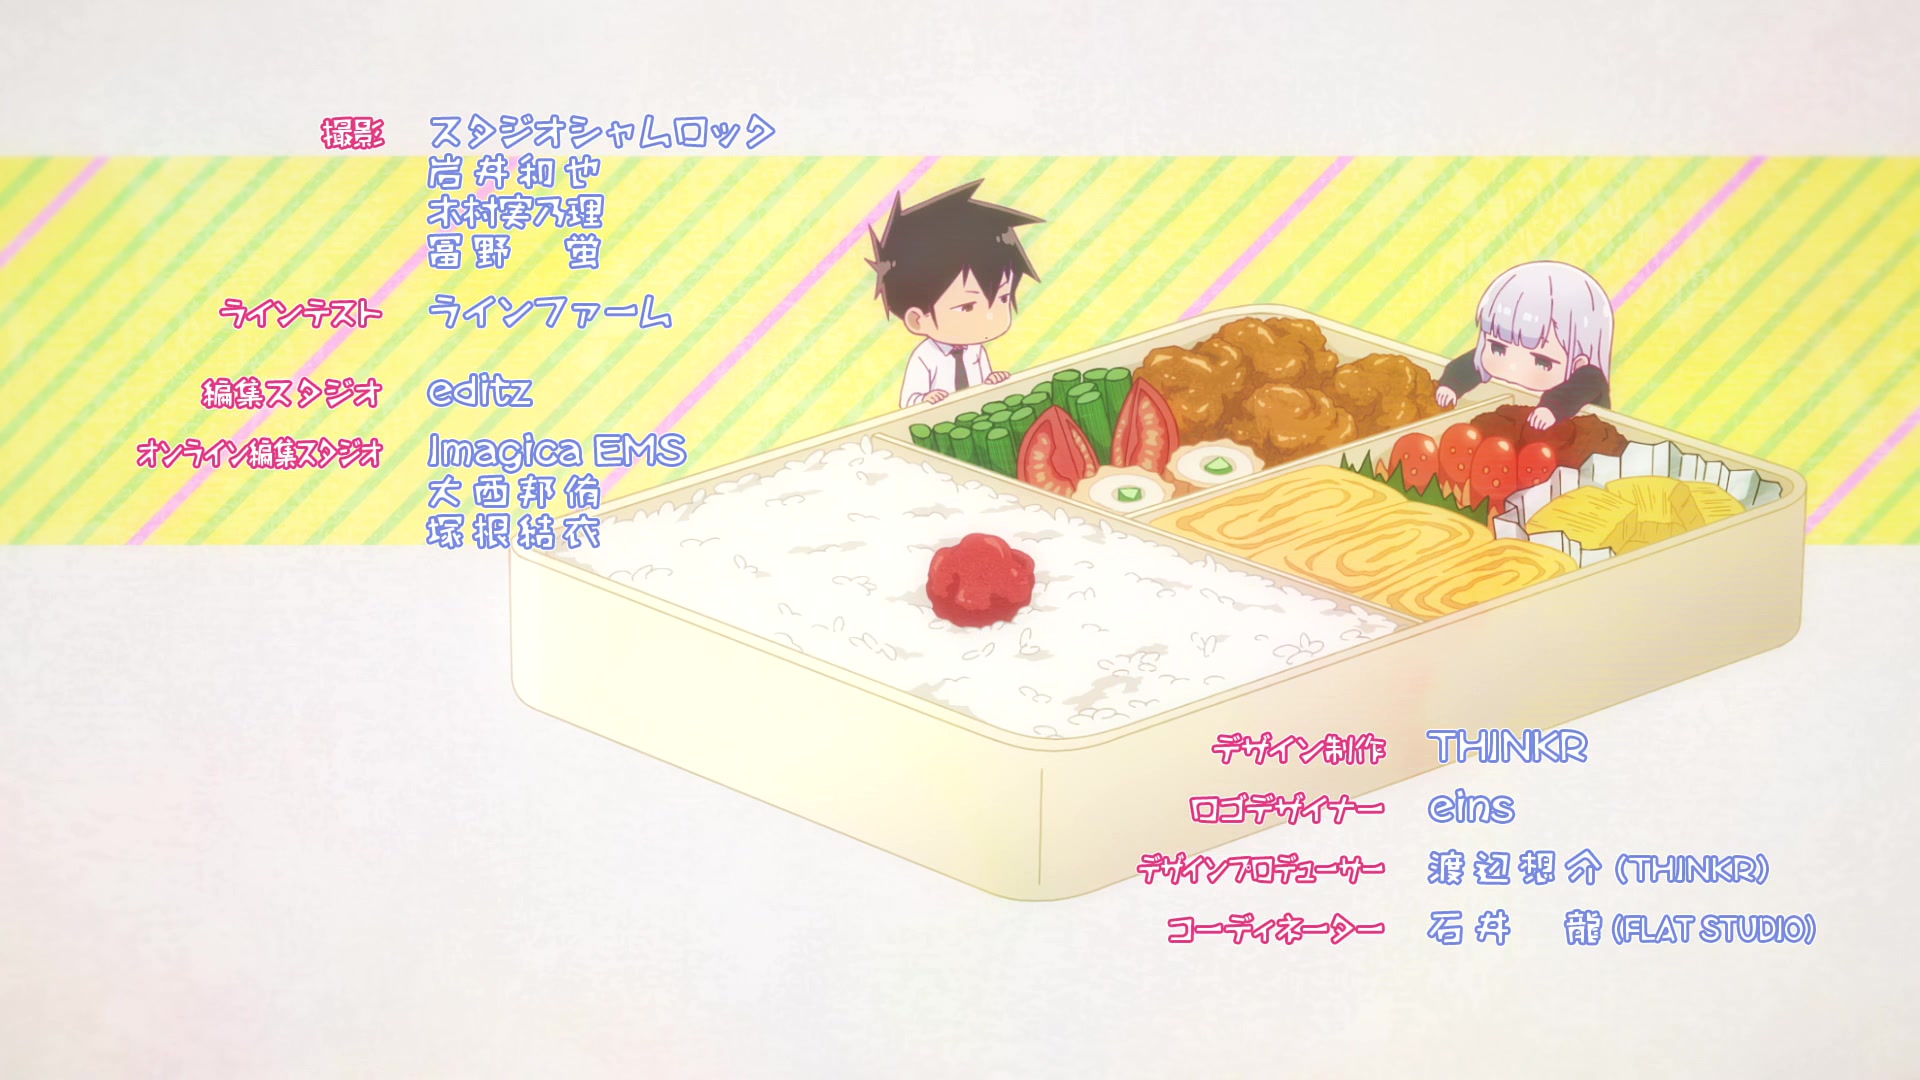 撮影 スタジオシャムロック
岩井和也
木村実乃理
冨野 蛍
ラインテスト ラインファーム
編集スタジオ editz
オンライン編集スタジオ Imagica EMS
大西邦侑
塚根結衣
デザイン制作 THINKR
ロゴデザイナー eins
デザインプロデューサー 渡辺想介 (THINKR)
コーディネーター 石井 龍 (FLAT STUDIO)